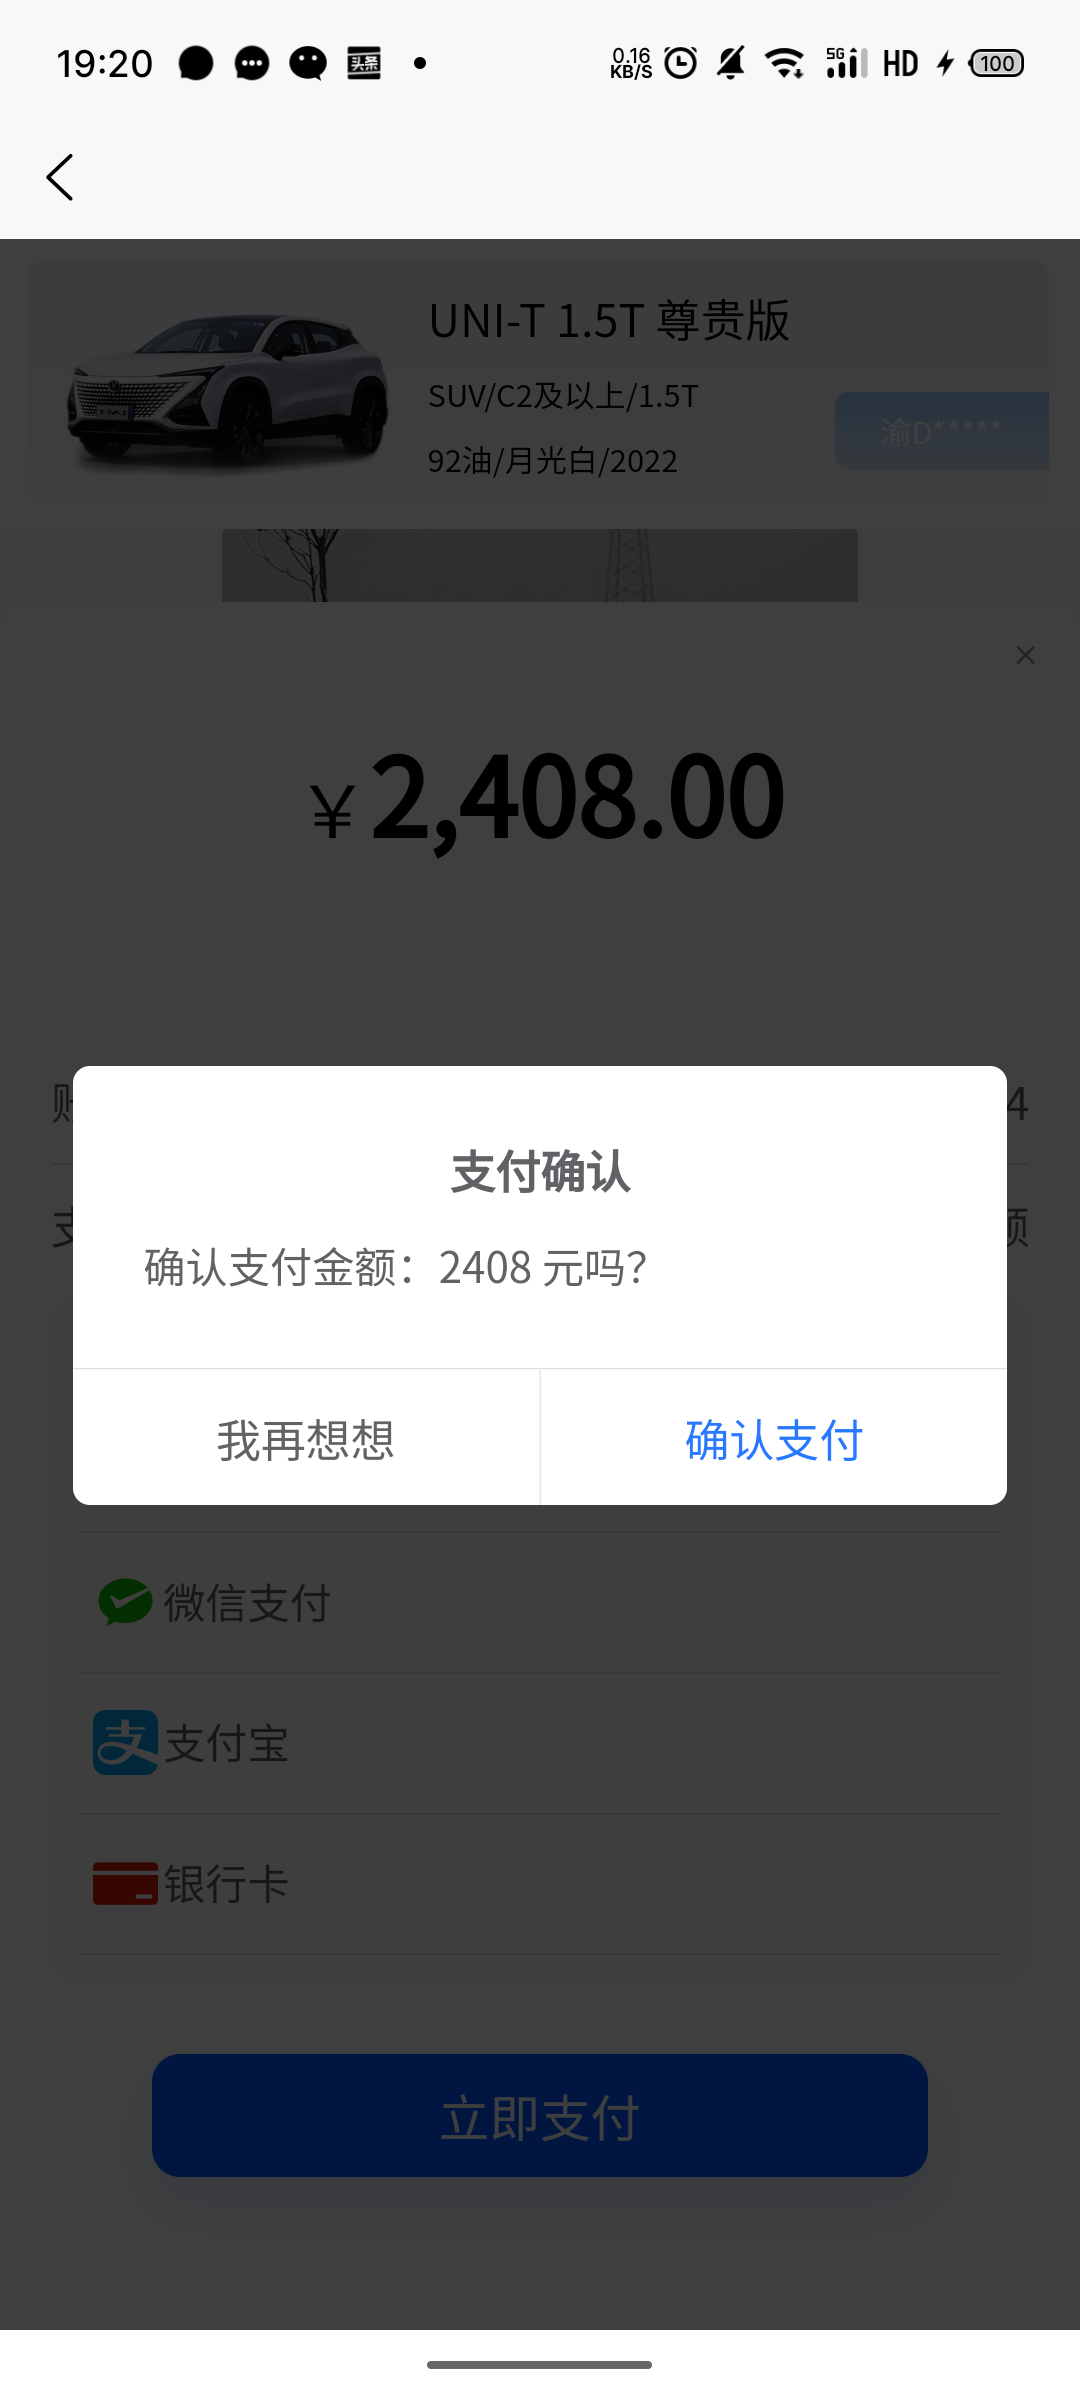 19:20 头条 0.16 KB/S 5G HD 100
UNI-T 1.5T 尊贵版
SUV/C2及以上/1.5T
渝D*****
92油/月光白/2022
¥2,408.00
4
支付确认
确认支付金额：2408 元吗?
我再想想
确认支付
微信支付
支付宝
银行卡
立即支付